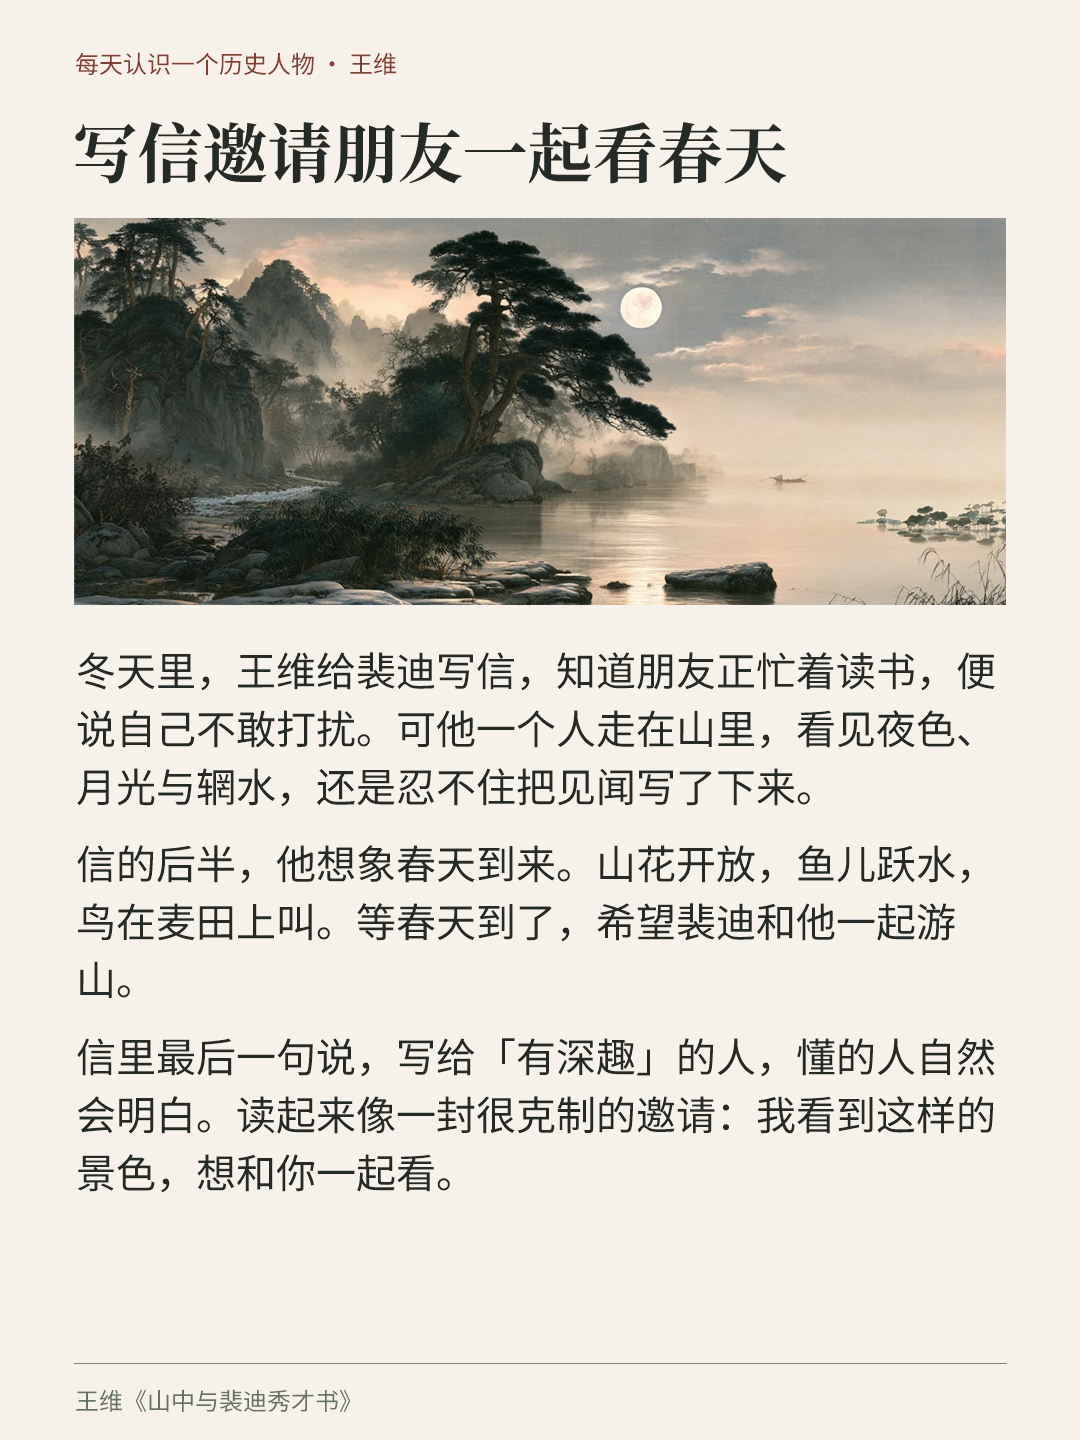 每天认识一个历史人物 · 王维
写信邀请朋友一起看春天
冬天里，王维给裴迪写信，知道朋友正忙着读书，便
说自己不敢打扰。可他一个人走在山里，看见夜色、
月光与辋水，还是忍不住把见闻写了下来。
信的后半，他想象春天到来。山花开放，鱼儿跃水，
鸟在麦田上叫。等春天到了，希望裴迪和他一起游
山。
信里最后一句说，写给「有深趣」的人，懂的人自然
会明白。读起来像一封很克制的邀请：我看到这样的
景色，想和你一起看。
王维《山中与裴迪秀才书》